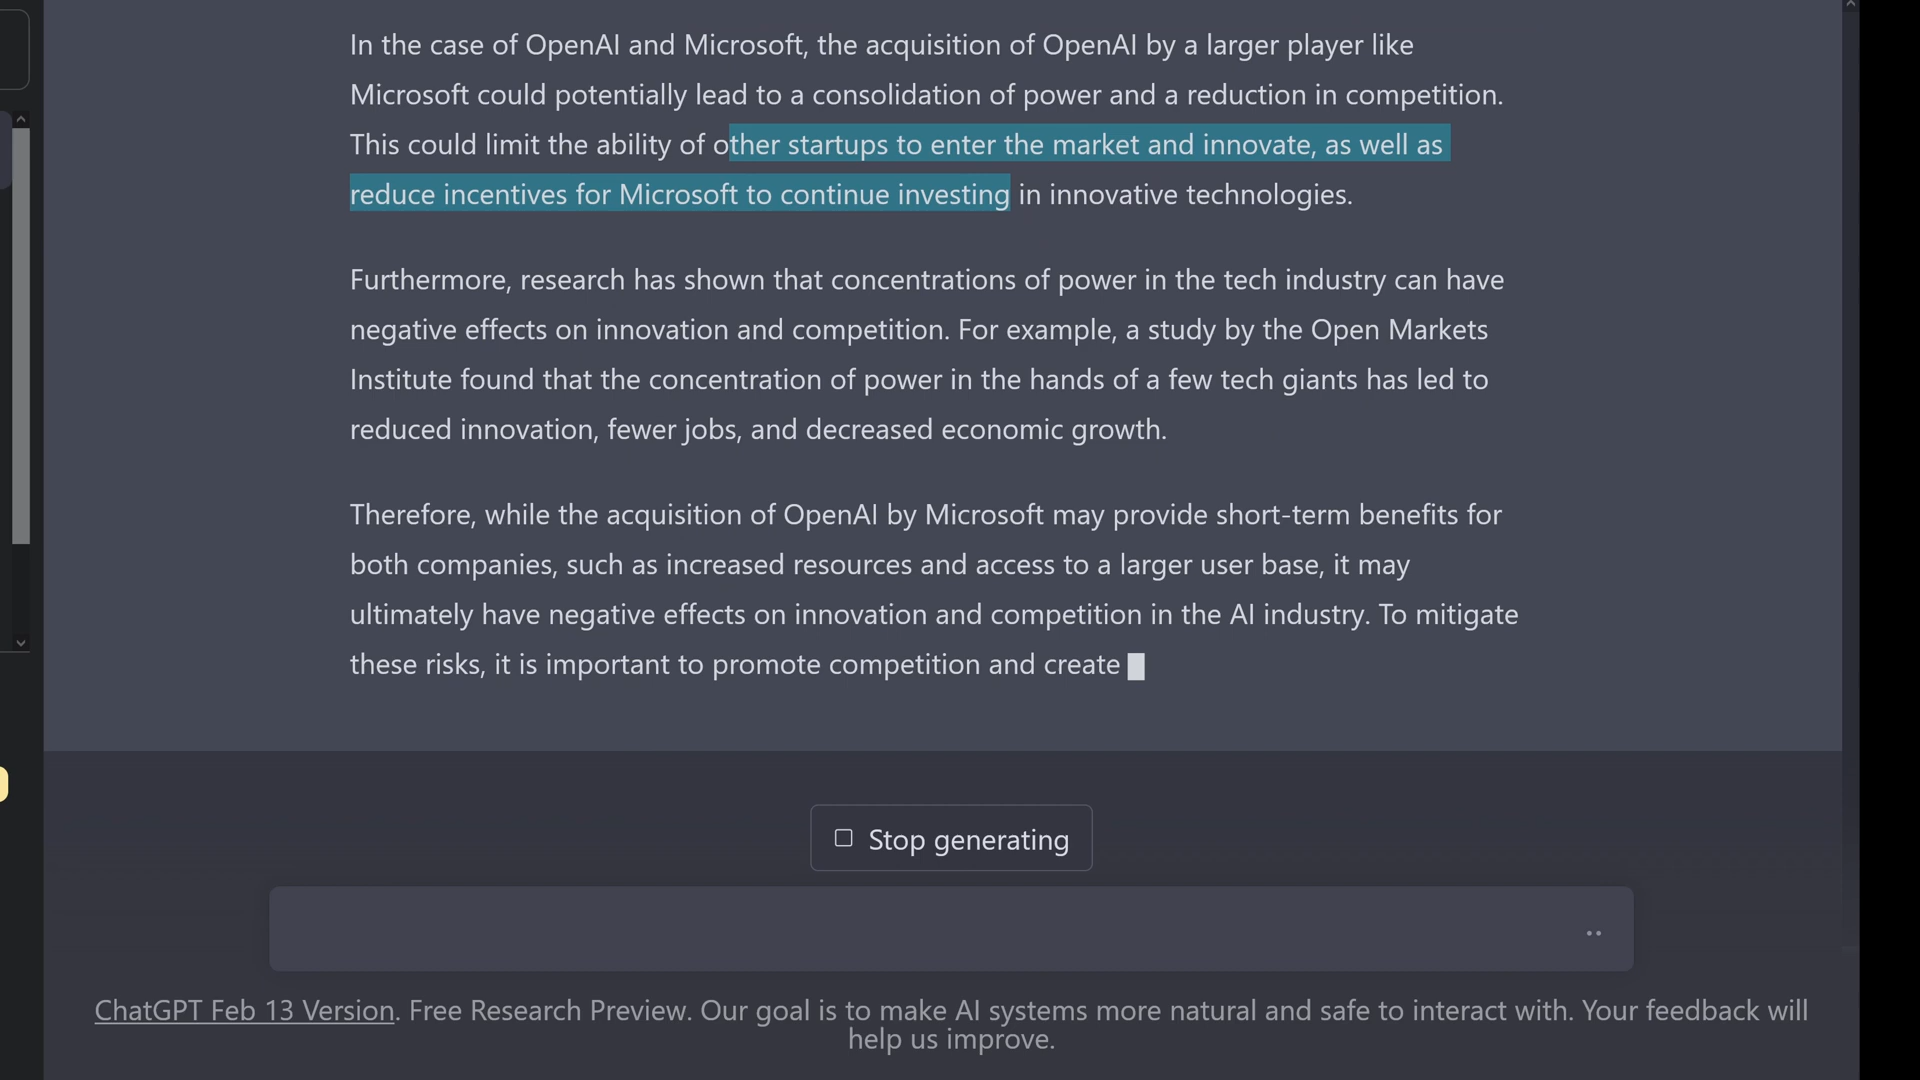 In the case of OpenAI and Microsoft, the acquisition of OpenAI by a larger player like
Microsoft could potentially lead to a consolidation of power and a reduction in competition.
This could limit the ability of other startups to enter the market and innovate, as well as
reduce incentives for Microsoft to continue investing in innovative technologies.
Furthermore, research has shown that concentrations of power in the tech industry can have
negative effects on innovation and competition. For example, a study by the Open Markets
Institute found that the concentration of power in the hands of a few tech giants has led to
reduced innovation, fewer jobs, and decreased economic growth.
Therefore, while the acquisition of OpenAI by Microsoft may provide short-term benefits for
both companies, such as increased resources and access to a larger user base, it may
ultimately have negative effects on innovation and competition in the AI industry. To mitigate
these risks, it is important to promote competition and create
Stop generating
ChatGPT Feb 13 Version. Free Research Preview. Our goal is to make AI systems more natural and safe to interact with. Your feedback will
help us improve.